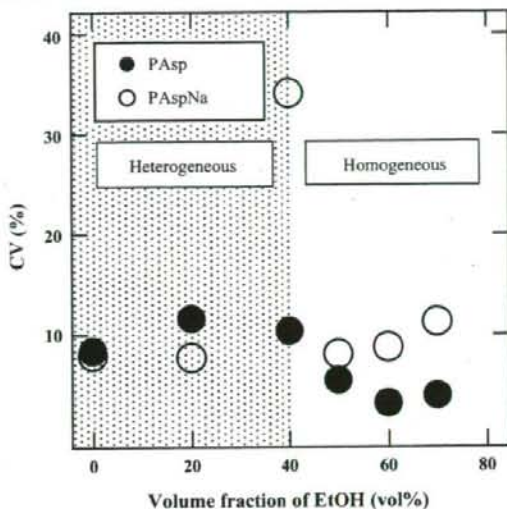 40
30
20
10
CV (%)
PAsp
PAspNa
Heterogeneous
Homogeneous
0
20
40
60
80
Volume fraction of EtOH (vol%)